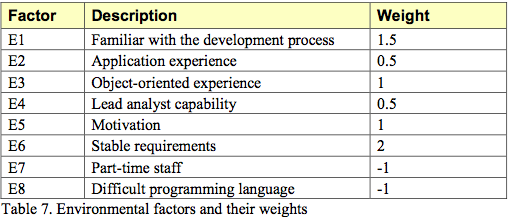 Factor Description Weight
E1 Familiar with the development process 1.5
E2 Application experience 0.5
E3 Object-oriented experience 1
E4 Lead analyst capability 0.5
E5 Motivation 1
E6 Stable requirements 2
E7 Part-time staff -1
E8 Difficult programming language -1
Table 7. Environmental factors and their weights